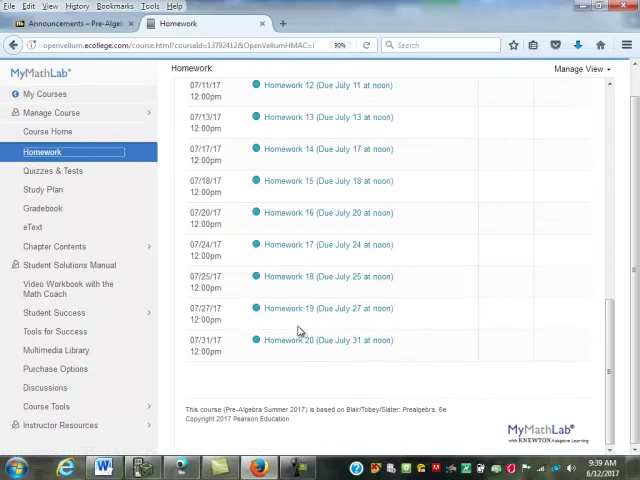 File Edit View History Bookmarks Tools Help
Announcements – Pre-Algebra
Homework
openvellum.ecollege.com/course.html?courseId=13792412&OpenVellumHMAC=
90%
Search
MyMathLab®
Homework
Manage View
My Courses
Manage Course
Course Home
Homework
Quizzes & Tests
Study Plan
Gradebook
eText
Chapter Contents
Student Solutions Manual
Video Workbook with the
Math Coach
Student Success
Tools for Success
Multimedia Library
Purchase Options
Discussions
Course Tools
Instructor Resources
07/11/17 Homework 12 (Due July 11 at noon)
12:00pm
07/13/17 Homework 13 (Due July 13 at noon)
12:00pm
07/17/17 Homework 14 (Due July 17 at noon)
12:00pm
07/18/17 Homework 15 (Due July 18 at noon)
12:00pm
07/20/17 Homework 16 (Due July 20 at noon)
12:00pm
07/24/17 Homework 17 (Due July 24 at noon)
12:00pm
07/25/17 Homework 18 (Due July 25 at noon)
12:00pm
07/27/17 Homework 19 (Due July 27 at noon)
12:00pm
07/31/17 Homework 20 (Due July 31 at noon)
12:00pm
This course (Pre-Algebra Summer 2017) is based on Blair/Tobey/Slater: Prealgebra, 6e
Copyright 2017 Pearson Education
MyMathLab®
with KNEWTON Adaptive Learning
9:39 AM
6/12/2017